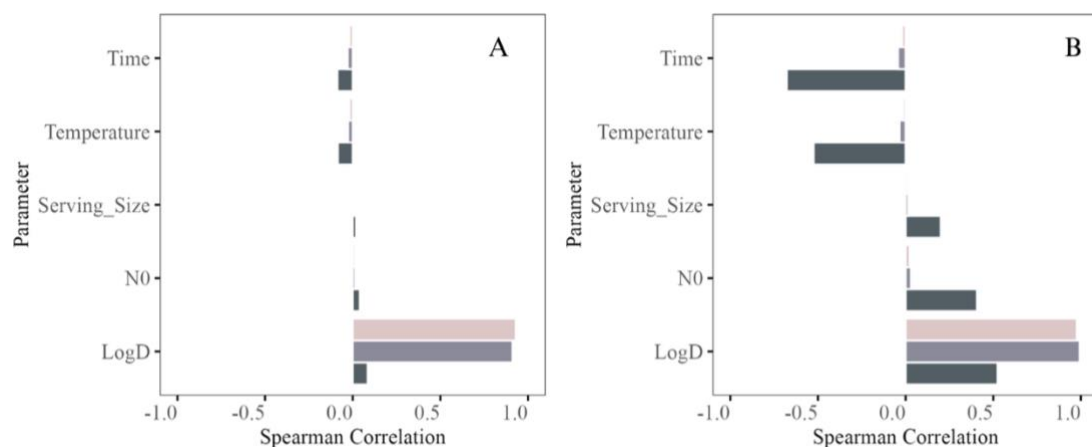 A
Parameter
Time
Temperature
Serving_Size
N0
LogD
-1.0 -0.5 0.0 0.5 1.0
Spearman Correlation
B
Parameter
Time
Temperature
Serving_Size
N0
LogD
-1.0 -0.5 0.0 0.5 1.0
Spearman Correlation